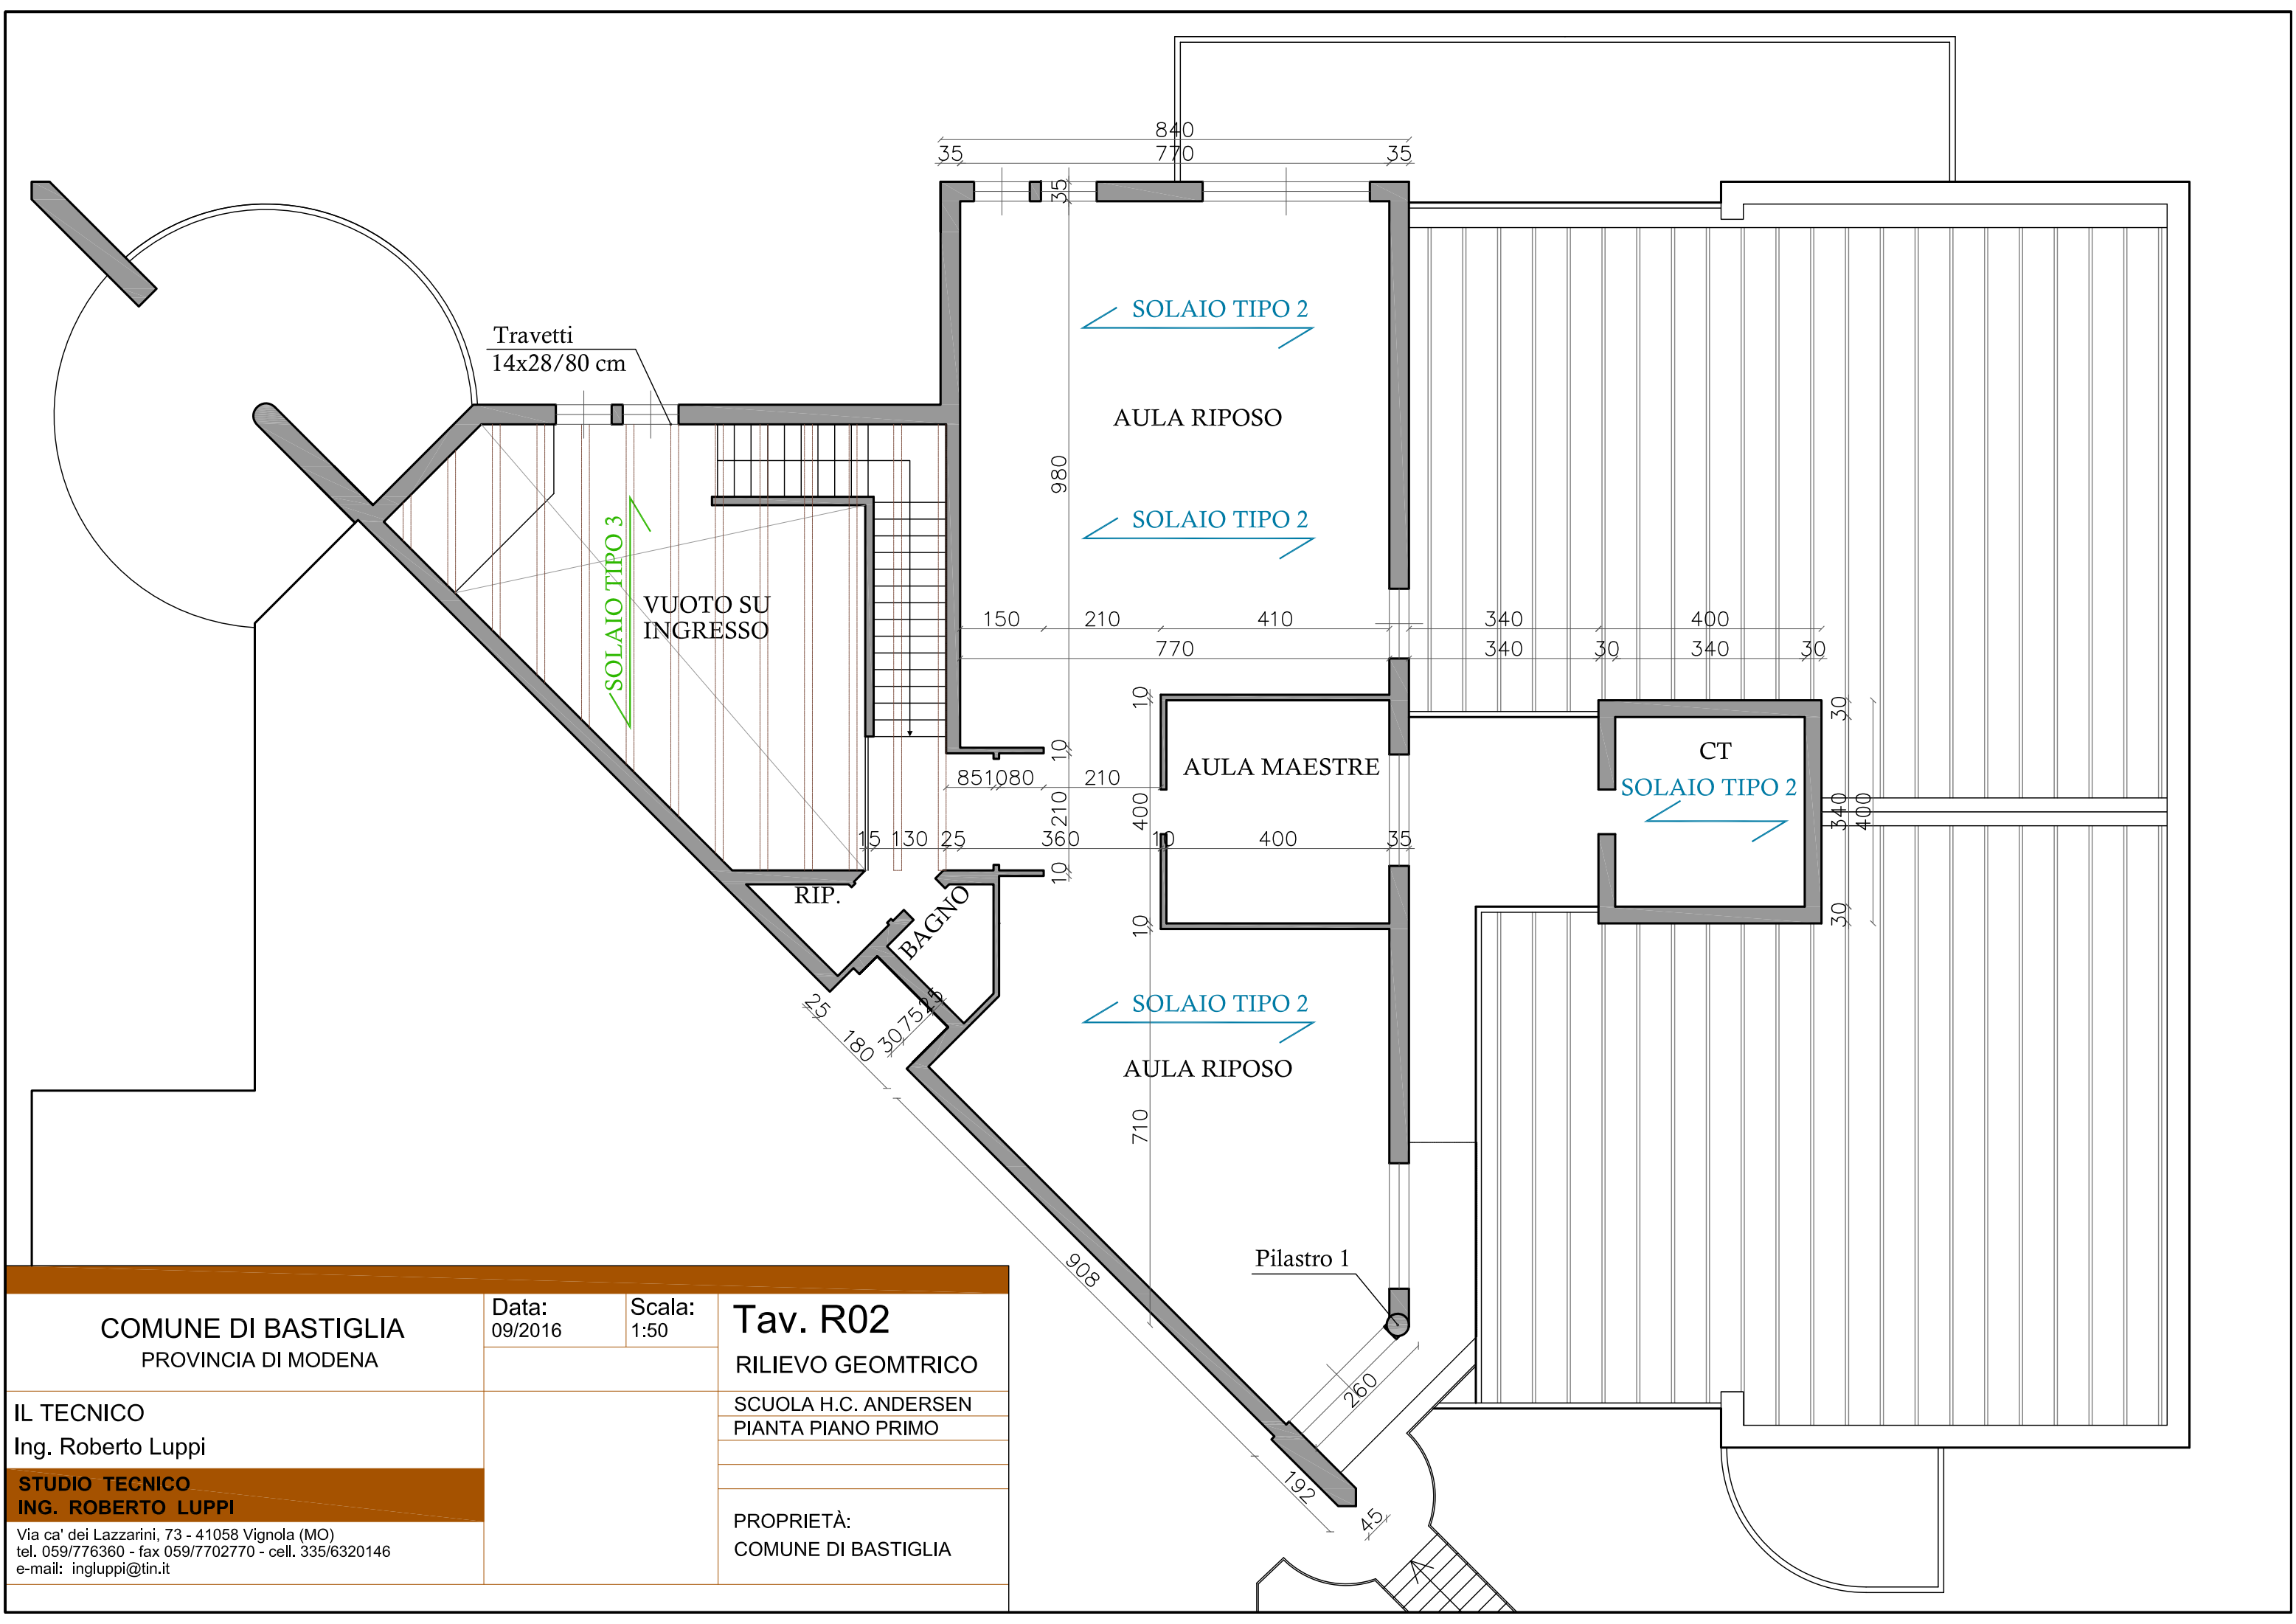 840
35
770
35
35
Travetti
14x28/80 cm
SOLAIO TIPO 2
AULA RIPOSO
980
SOLAIO TIPO 2
SOLAIO TIPO 3
VUOTO SU
INGRESSO
150
210
410
340
400
770
340
30
340
30
10
30
10
CT
AULA MAESTRE
851080
210
SOLAIO TIPO 2
210
400
340
400
15
130
25
360
10
400
35
10
RIP.
BAGNO
10
30
25
180
30
75
25
SOLAIO TIPO 2
AULA RIPOSO
710
908
Pilastro 1
260
192
45
COMUNE DI BASTIGLIA
PROVINCIA DI MODENA
Data:
09/2016
Scala:
1:50
Tav. R02
RILIEVO GEOMTRICO
SCUOLA H.C. ANDERSEN
PIANTA PIANO PRIMO
IL TECNICO
Ing. Roberto Luppi
STUDIO TECNICO
ING. ROBERTO LUPPI
Via ca' dei Lazzarini, 73 - 41058 Vignola (MO)
tel. 059/776360 - fax 059/7702770 - cell. 335/6320146
e-mail: ingluppi@tin.it
PROPRIETÀ:
COMUNE DI BASTIGLIA